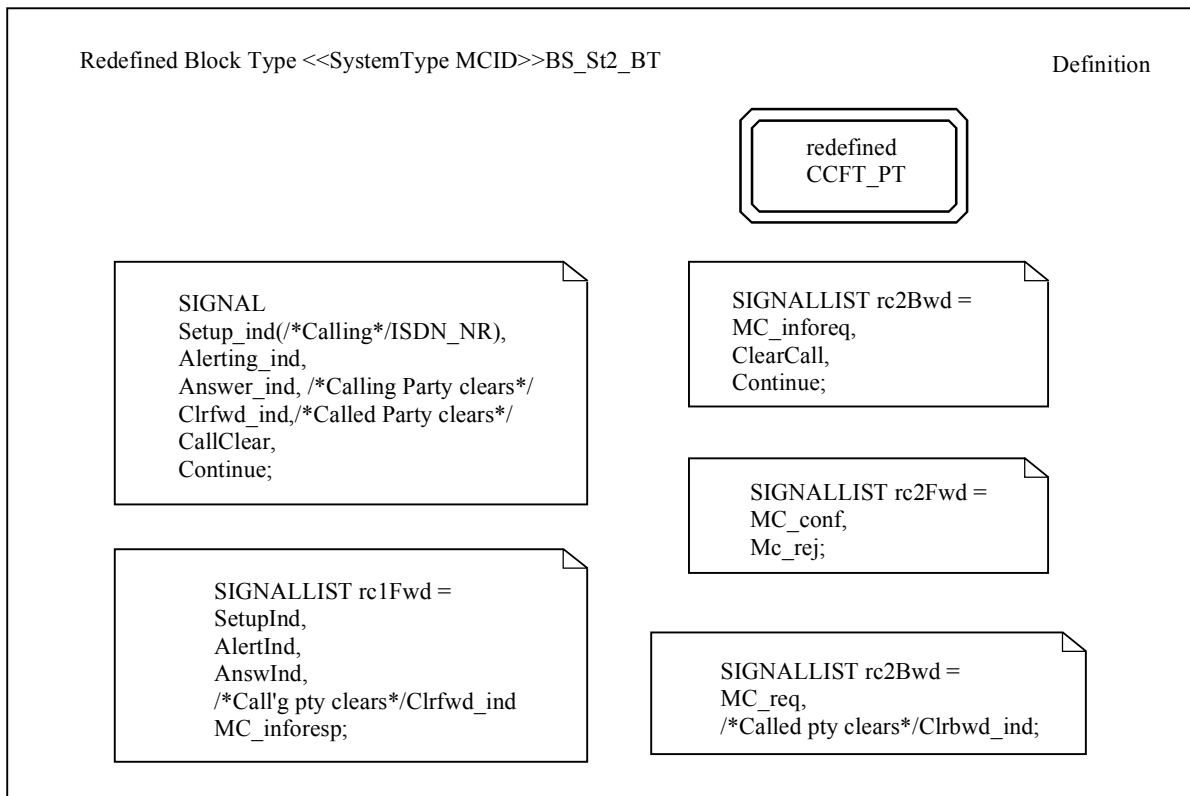 Redefined Block Type <<SystemType MCID>>BS_St2_BT
Definition
redefined
CCFT_PT
SIGNAL
Setup_ind(/*Calling*/ISDN_NR),
Alerting_ind,
Answer_ind, /*Calling Party clears*/
Clrfwd_ind,/*Called Party clears*/
CallClear,
Continue;
SIGNALLIST rc2Bwd =
MC_inforeq,
ClearCall,
Continue;
SIGNALLIST rc2Fwd =
MC_conf,
Mc_rej;
SIGNALLIST rc1Fwd =
SetupInd,
AlertInd,
AnswInd,
/*Call'g pty clears*/Clrfwd_ind
MC_inforesp;
SIGNALLIST rc2Bwd =
MC_req,
/*Called pty clears*/Clrbwd_ind;